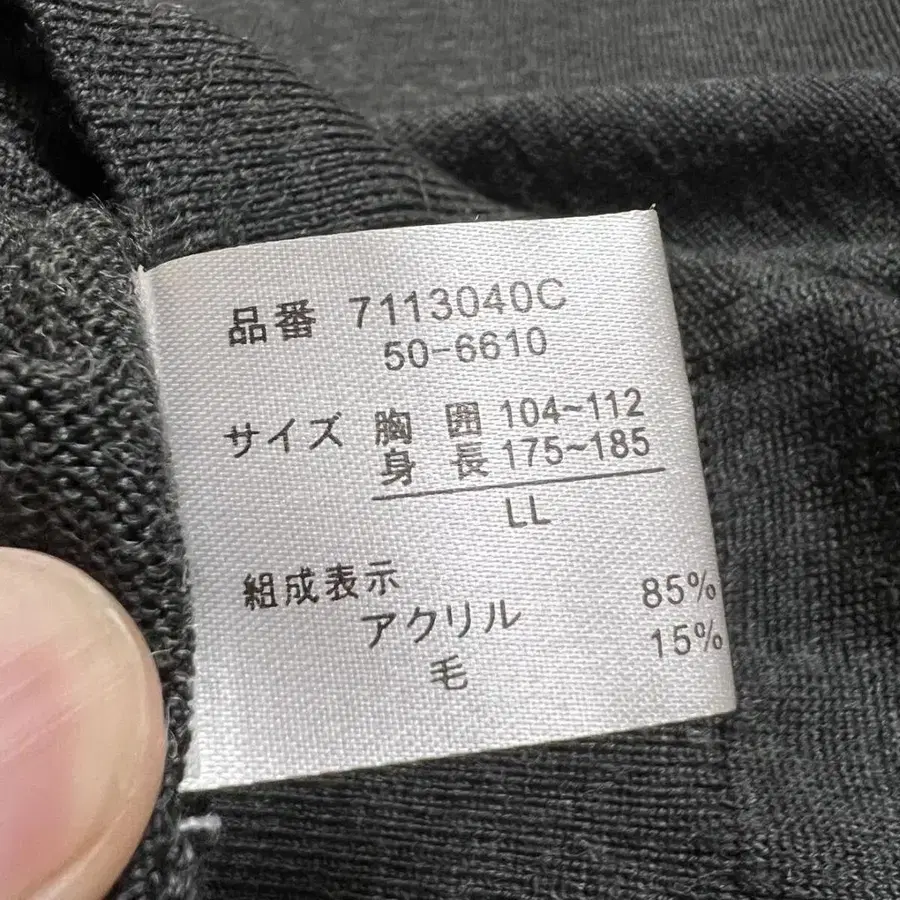 品番 7113040C
50-6610
サイズ 胸囲 104~112
身長 175~185
LL
組成表示
アクリル 85%
毛 15%